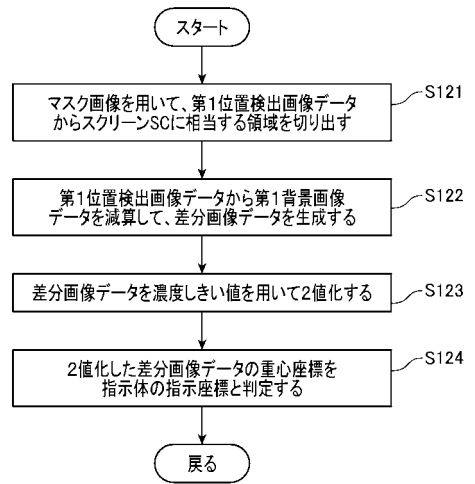 スタート
マスク画像を用いて、第1位置検出画像データ
からスクリーンSCに相当する領域を切り出す
S121
第1位置検出画像データから第1背景画像
データを減算して、差分画像データを生成する
S122
差分画像データを濃度しきい値を用いて2値化する
S123
2値化した差分画像データの重心座標を
指示体の指示座標と判定する
S124
戻る